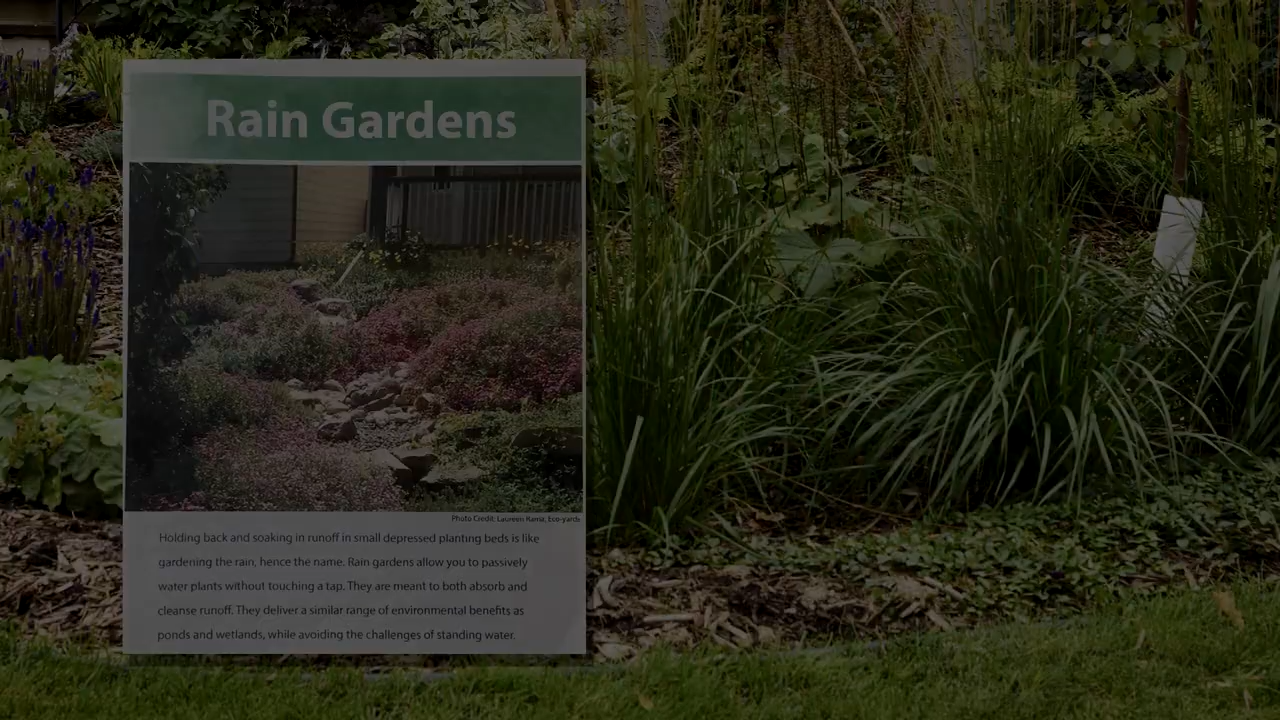 Rain Gardens
Photo Credit: Laureen Rama, Eco-yards
Holding back and soaking in runoff in small depressed planting beds is like
gardening the rain, hence the name. Rain gardens allow you to passively
water plants without touching a tap. They are meant to both absorb and
cleanse runoff. They deliver a similar range of environmental benefits as
ponds and wetlands, while avoiding the challenges of standing water.